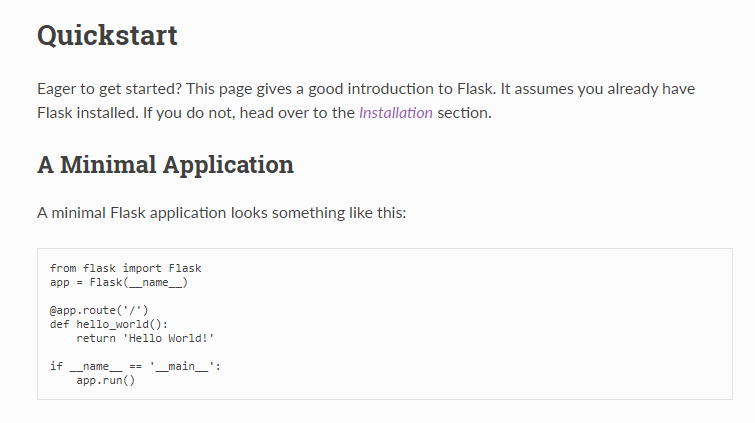 Quickstart
Eager to get started? This page gives a good introduction to Flask. It assumes you already have
Flask installed. If you do not, head over to the Installation section.
A Minimal Application
A minimal Flask application looks something like this:
from flask import Flask
app = Flask(__name__)
@app.route('/')
def hello_world():
    return 'Hello World!'
if __name__ == '__main__':
    app.run()